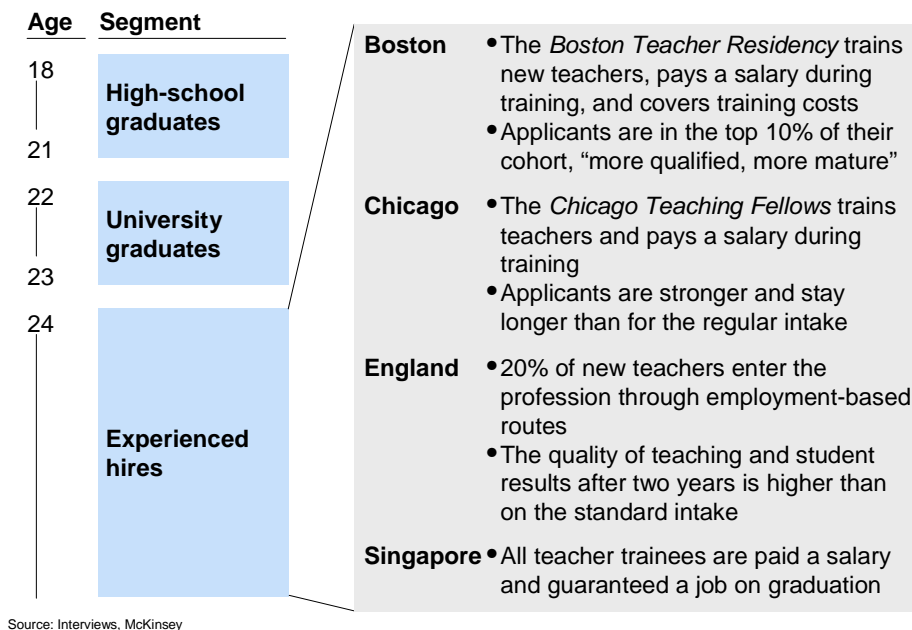 Age Segment
18
High-school
graduates
21
22
University
graduates
23
24
Experienced
hires
Boston • The Boston Teacher Residency trains
new teachers, pays a salary during
training, and covers training costs
• Applicants are in the top 10% of their
cohort, “more qualified, more mature”
Chicago • The Chicago Teaching Fellows trains
teachers and pays a salary during
training
• Applicants are stronger and stay
longer than for the regular intake
England • 20% of new teachers enter the
profession through employment-based
routes
• The quality of teaching and student
results after two years is higher than
on the standard intake
Singapore • All teacher trainees are paid a salary
and guaranteed a job on graduation
Source: Interviews, McKinsey